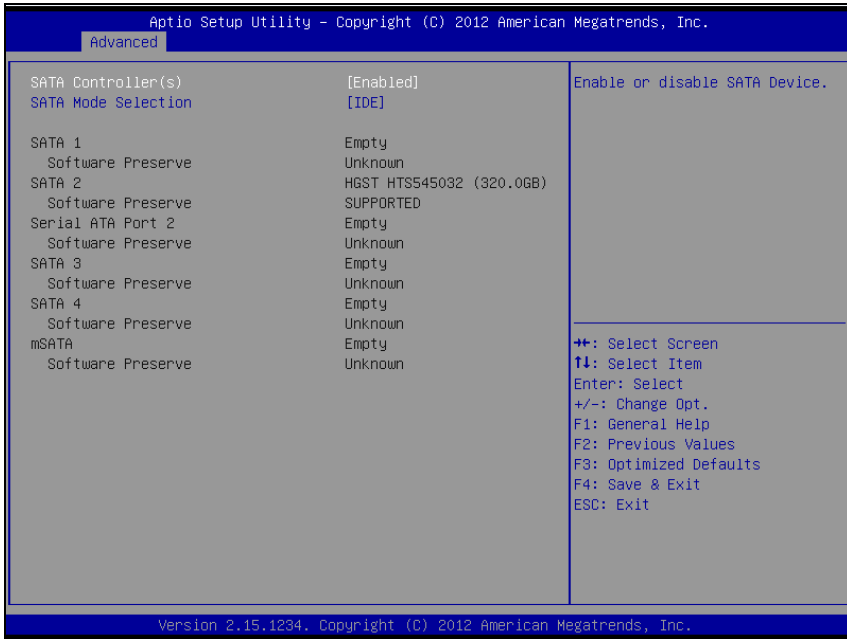 Aptio Setup Utility – Copyright (C) 2012 American Megatrends, Inc.
Advanced
SATA Controller(s) [Enabled]
SATA Mode Selection [IDE]
SATA 1 Empty
Software Preserve Unknown
SATA 2 HGST HTS545032 (320.0GB)
Software Preserve SUPPORTED
Serial ATA Port 2 Empty
Software Preserve Unknown
SATA 3 Empty
Software Preserve Unknown
SATA 4 Empty
Software Preserve Unknown
mSATA Empty
Software Preserve Unknown
Enable or disable SATA Device.
→←: Select Screen
↑↓: Select Item
Enter: Select
+/-: Change Opt.
F1: General Help
F2: Previous Values
F3: Optimized Defaults
F4: Save & Exit
ESC: Exit
Version 2.15.1234. Copyright (C) 2012 American Megatrends, Inc.